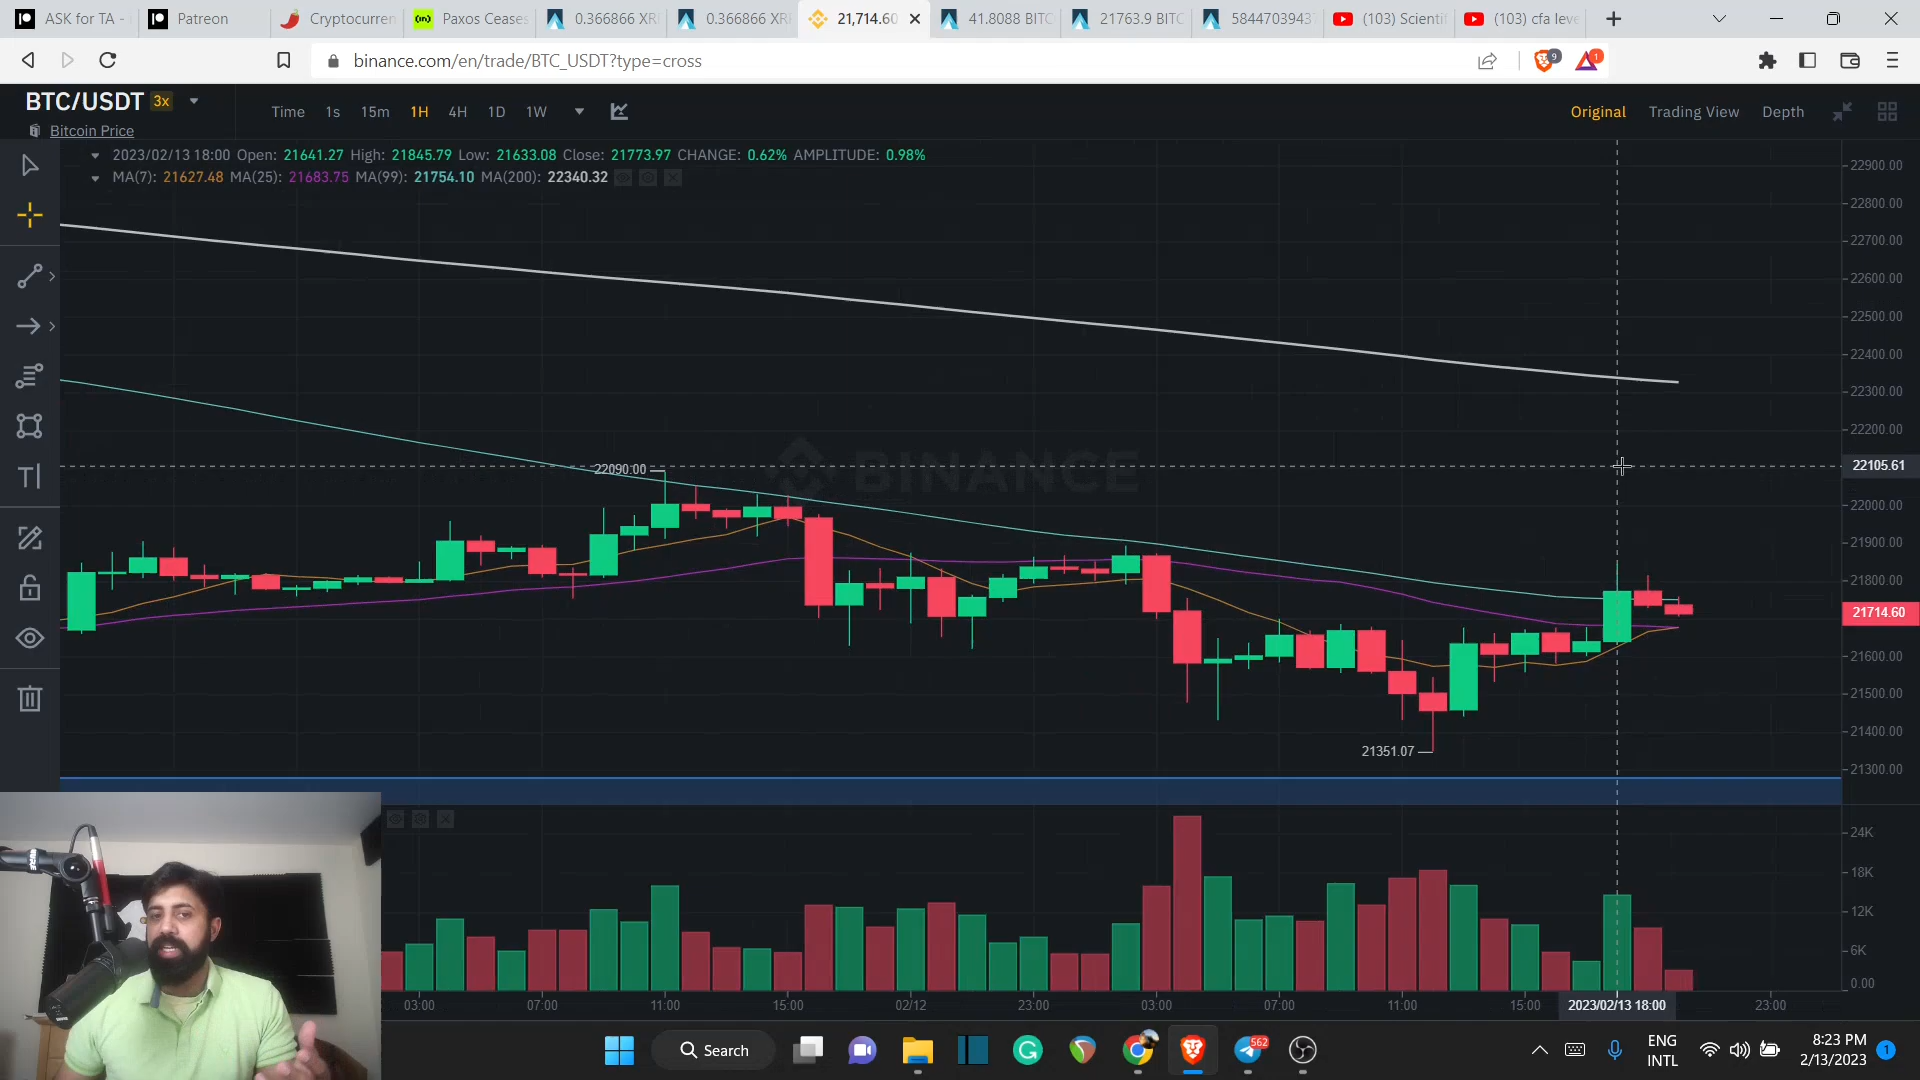 ASK for TA -
Patreon
Cryptocurren
Paxos Cease
0.366866 XR
0.366866 XR
21,714.60
41.8088 BITC
21763.9 BITC
5844703943
(103) Scientif
(103) cfa leve
binance.com/en/trade/BTC_USDT?type=cross
BTC/USDT 3x
Bitcoin Price
Time 1s 15m 1H 4H 1D 1W
Original Trading View Depth
2023/02/13 18:00 Open: 21641.27 High: 21845.79 Low: 21633.08 Close: 21773.97 CHANGE: 0.62% AMPLITUDE: 0.98%
MA(7): 21627.48 MA(25): 21683.75 MA(99): 21754.10 MA(200): 22340.32
22900.00
22800.00
22700.00
22600.00
22500.00
22400.00
22300.00
22200.00
22105.61
22000.00
21900.00
21800.00
21714.60
21600.00
21500.00
21400.00
21300.00
22090.00
BINANCE
21351.07
24K
18K
12K
6K
0.00
03:00 07:00 11:00 15:00 02/12 23:00 03:00 07:00 11:00 15:00 2023/02/13 18:00 23:00
Search
562
ENG
INTL
8:23 PM
2/13/2023
1